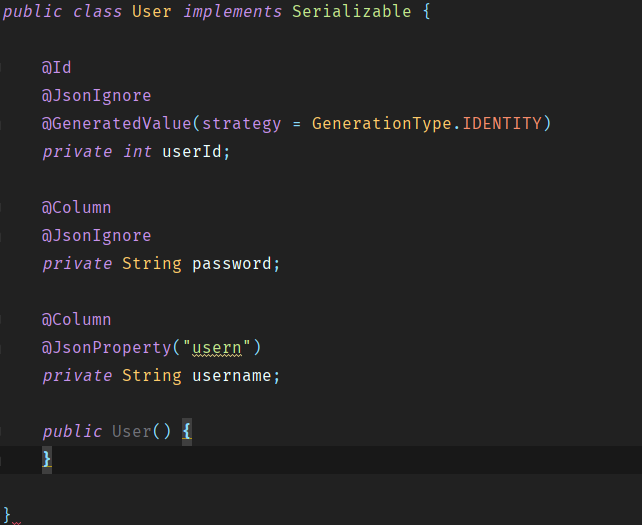 public class User implements Serializable {
@Id
@JsonIgnore
@GeneratedValue(strategy = GenerationType.IDENTITY)
private int userId;
@Column
@JsonIgnore
private String password;
@Column
@JsonProperty("usern")
private String username;
public User() {
}
}